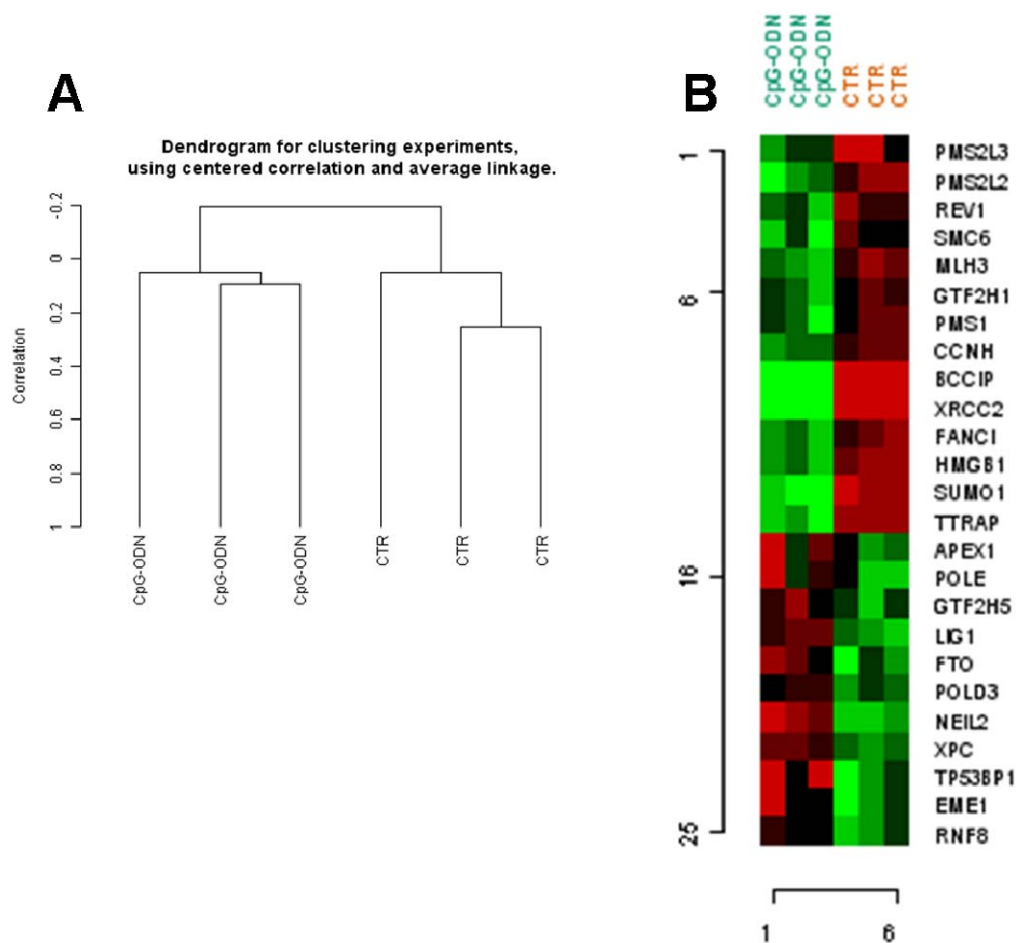 A
Dendrogram for clustering experiments,
using centered correlation and average linkage.
Correlation
-0.2
0
0.2
0.4
0.6
0.8
1
CpG-ODN
CpG-ODN
CpG-ODN
CTR
CTR
CTR
B
CpG-ODN
CpG-ODN
CpG-ODN
CTR
CTR
CTR
1
6
16
25
PMS2L3
PMS2L2
REV1
SMC6
MLH3
GTF2H1
PMS1
CCNH
BCCIP
XRCC2
FANCI
HMGB1
SUMO1
TTRAP
APEX1
POLE
GTF2H5
LIG1
FTO
POLD3
NEIL2
XPC
TP53BP1
EME1
RNF8
1 6